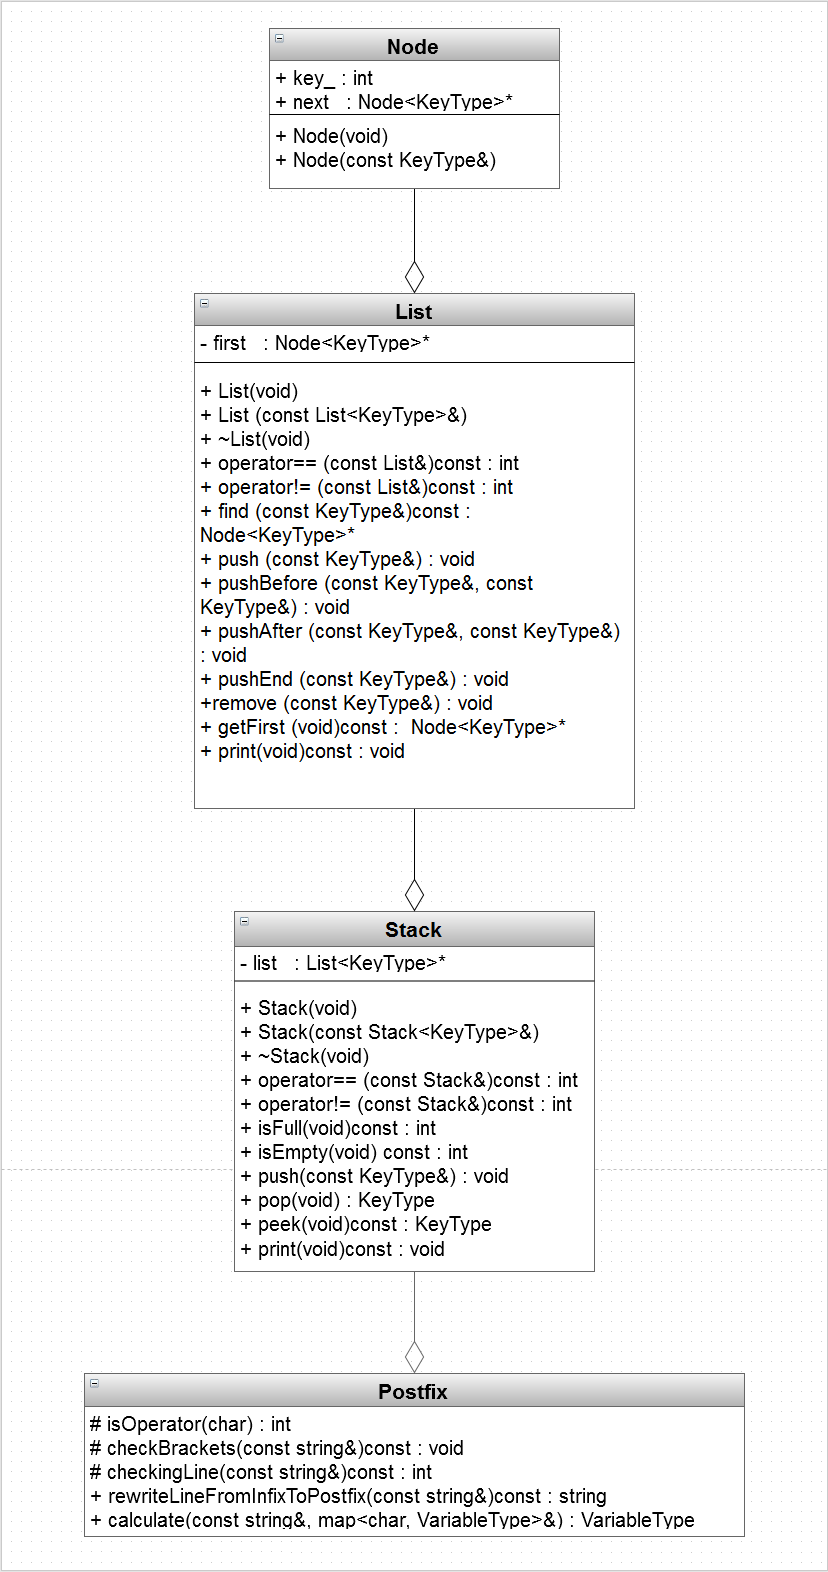 Node
+ key_ : int
+ next : Node<KeyType>*
+ Node(void)
+ Node(const KeyType&)
List
- first : Node<KeyType>*
+ List(void)
+ List (const List<KeyType>&)
+ ~List(void)
+ operator== (const List&)const : int
+ operator!= (const List&)const : int
+ find (const KeyType&)const :
Node<KeyType>*
+ push (const KeyType&) : void
+ pushBefore (const KeyType&, const
KeyType&) : void
+ pushAfter (const KeyType&, const KeyType&)
: void
+ pushEnd (const KeyType&) : void
+remove (const KeyType&) : void
+ getFirst (void)const : Node<KeyType>*
+ print(void)const : void
Stack
- list : List<KeyType>*
+ Stack(void)
+ Stack(const Stack<KeyType>&)
+ ~Stack(void)
+ operator== (const Stack&)const : int
+ operator!= (const Stack&)const : int
+ isFull(void)const : int
+ isEmpty(void) const : int
+ push(const KeyType&) : void
+ pop(void) : KeyType
+ peek(void)const : KeyType
+ print(void)const : void
Postfix
# isOperator(char) : int
# checkBrackets(const string&)const : void
# checkingLine(const string&)const : int
+ rewriteLineFromInfixToPostfix(const string&)const : string
+ calculate(const string&, map<char, VariableType>&) : VariableType